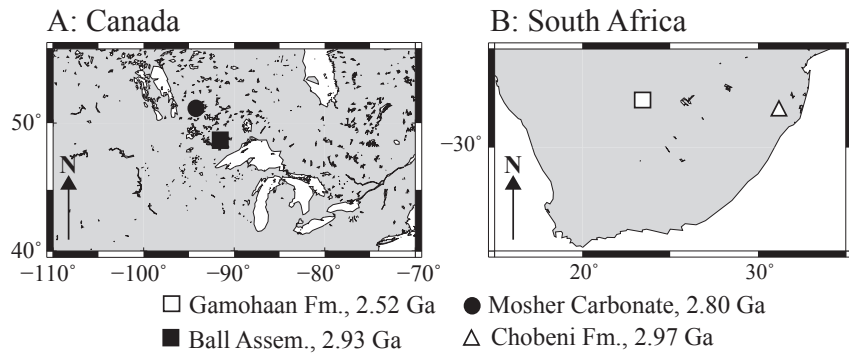 A: Canada
B: South Africa
50°
40°
N
−110
−100
−90
−80
−70
−30°
N
20°
30°
Gamohaan Fm., 2.52 Ga
Mosher Carbonate, 2.80 Ga
Ball Assem., 2.93 Ga
Chobeni Fm., 2.97 Ga